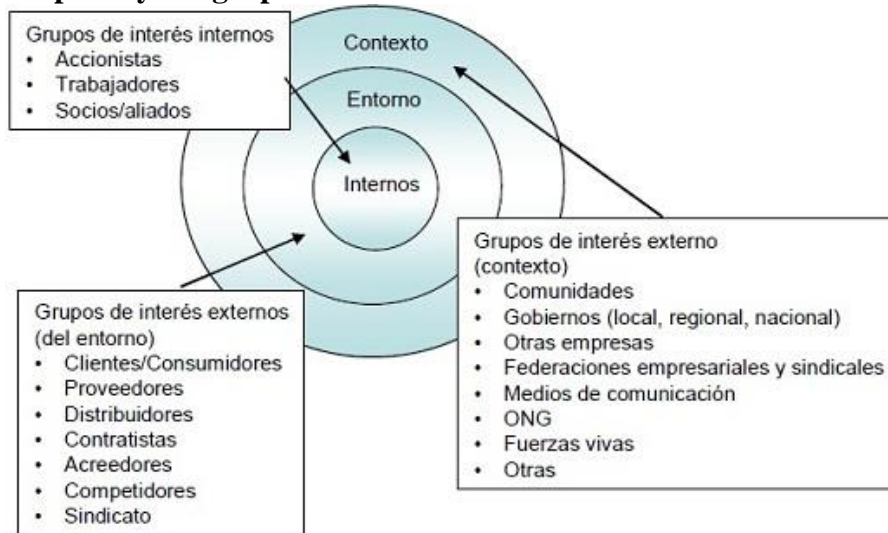 Grupos de interés internos
• Accionistas
• Trabajadores
• Socios/aliados
Contexto
Entorno
Internos
Grupos de interés externos
(del entorno)
• Clientes/Consumidores
• Proveedores
• Distribuidores
• Contratistas
• Acreedores
• Competidores
• Sindicato
Grupos de interés externo
(contexto)
• Comunidades
• Gobiernos (local, regional, nacional)
• Otras empresas
• Federaciones empresariales y sindicales
• Medios de comunicación
• ONG
• Fuerzas vivas
• Otras